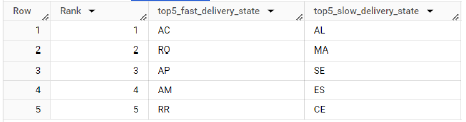 Row Rank top5_fast_delivery_state top5_slow_delivery_state
1 1 AC AL
2 2 RO MA
3 3 AP SE
4 4 AM ES
5 5 RR CE